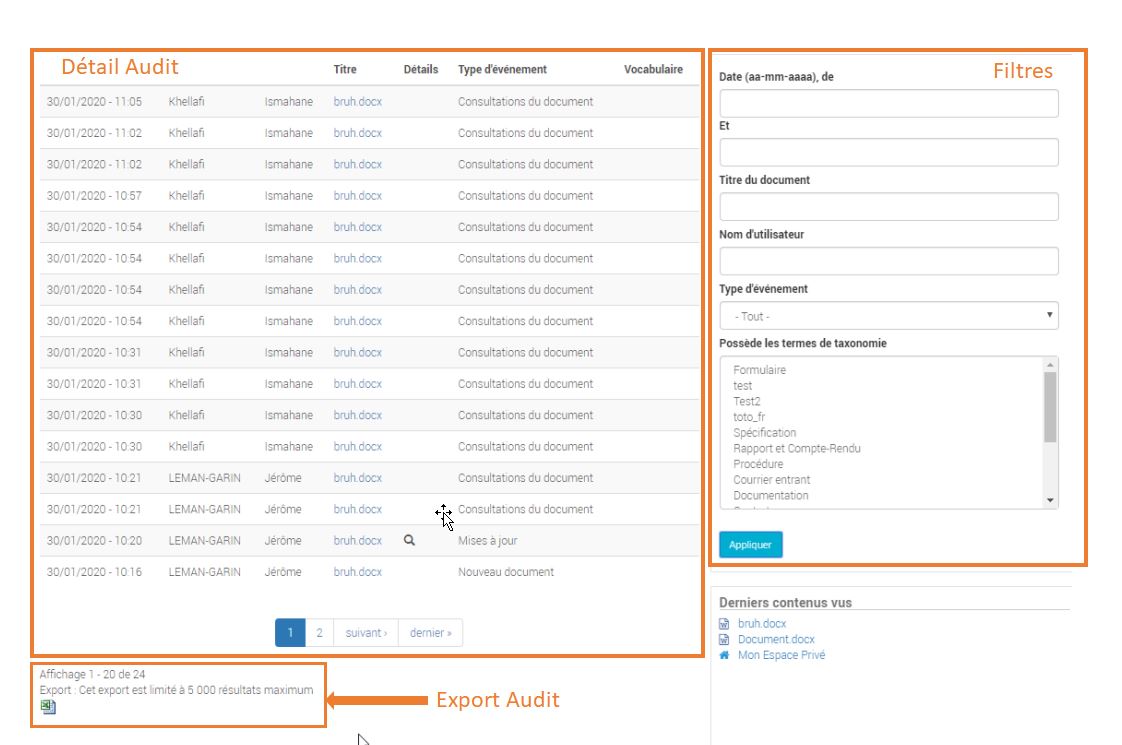 Détail Audit
Titre Détails Type d'événement Vocabulaire
30/01/2020 - 11:05 Khellafi Ismahane bruh.docx Consultations du document
30/01/2020 - 11:02 Khellafi Ismahane bruh.docx Consultations du document
30/01/2020 - 11:02 Khellafi Ismahane bruh.docx Consultations du document
30/01/2020 - 10:57 Khellafi Ismahane bruh.docx Consultations du document
30/01/2020 - 10:54 Khellafi Ismahane bruh.docx Consultations du document
30/01/2020 - 10:54 Khellafi Ismahane bruh.docx Consultations du document
30/01/2020 - 10:54 Khellafi Ismahane bruh.docx Consultations du document
30/01/2020 - 10:54 Khellafi Ismahane bruh.docx Consultations du document
30/01/2020 - 10:31 Khellafi Ismahane bruh.docx Consultations du document
30/01/2020 - 10:31 Khellafi Ismahane bruh.docx Consultations du document
30/01/2020 - 10:30 Khellafi Ismahane bruh.docx Consultations du document
30/01/2020 - 10:30 Khellafi Ismahane bruh.docx Consultations du document
30/01/2020 - 10:21 LEMAN-GARIN Jérôme bruh.docx Consultations du document
30/01/2020 - 10:21 LEMAN-GARIN Jérôme bruh.docx Consultations du document
30/01/2020 - 10:20 LEMAN-GARIN Jérôme bruh.docx Mises à jour
30/01/2020 - 10:16 LEMAN-GARIN Jérôme bruh.docx Nouveau document
1 2 suivant › dernier »
Affichage 1 - 20 de 24
Export : Cet export est limité à 5 000 résultats maximum
Export Audit
Filtres
Date (aa-mm-aaaa), de
Et
Titre du document
Nom d'utilisateur
Type d'événement
- Tout -
Possède les termes de taxonomie
Formulaire
test
Test2
toto_fr
Spécification
Rapport et Compte-Rendu
Procédure
Courrier entrant
Documentation
Appliquer
Derniers contenus vus
bruh.docx
Document.docx
Mon Espace Privé